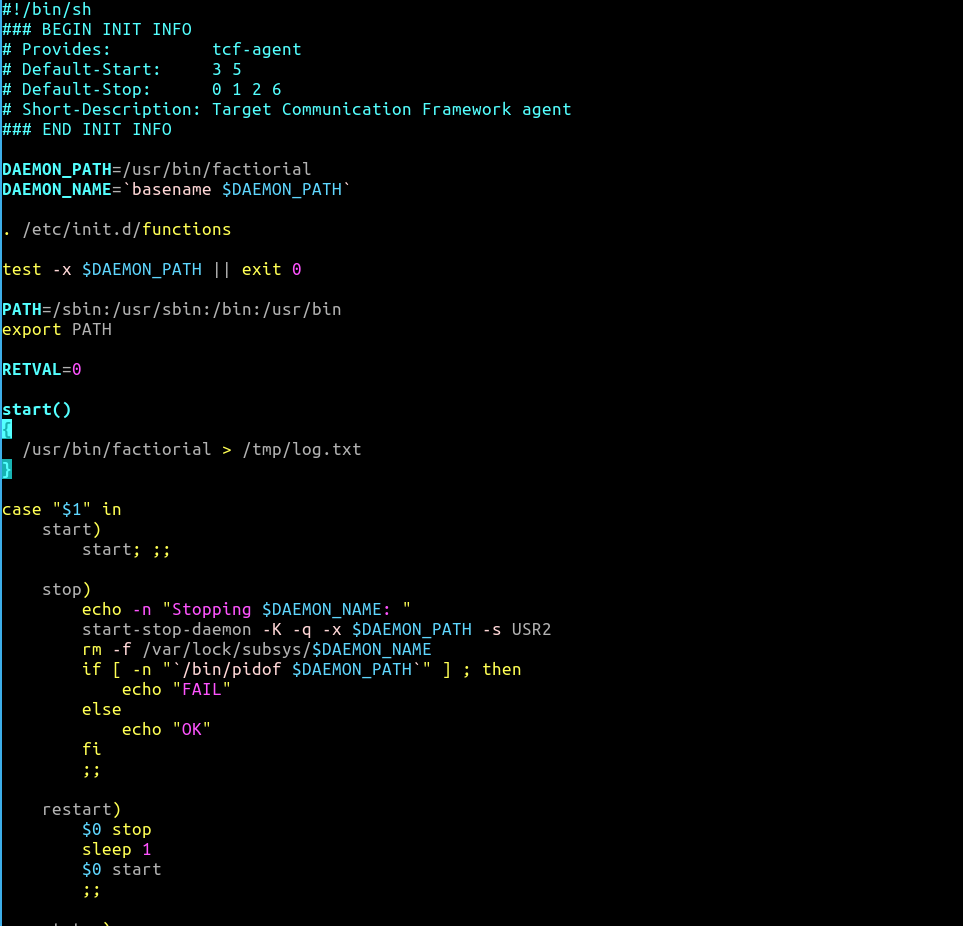 #!/bin/sh
### BEGIN INIT INFO
# Provides:          tcf-agent
# Default-Start:     3 5
# Default-Stop:      0 1 2 6
# Short-Description: Target Communication Framework agent
### END INIT INFO

DAEMON_PATH=/usr/bin/factiorial
DAEMON_NAME=`basename $DAEMON_PATH`

. /etc/init.d/functions

test -x $DAEMON_PATH || exit 0

PATH=/sbin:/usr/sbin:/bin:/usr/bin
export PATH

RETVAL=0

start()
{
  /usr/bin/factiorial > /tmp/log.txt
}

case "$1" in
    start)
        start; ;;

    stop)
        echo -n "Stopping $DAEMON_NAME: "
        start-stop-daemon -K -q -x $DAEMON_PATH -s USR2
        rm -f /var/lock/subsys/$DAEMON_NAME
        if [ -n "`/bin/pidof $DAEMON_PATH`" ] ; then
            echo "FAIL"
        else
            echo "OK"
        fi
        ;;

    restart)
        $0 stop
        sleep 1
        $0 start
        ;;